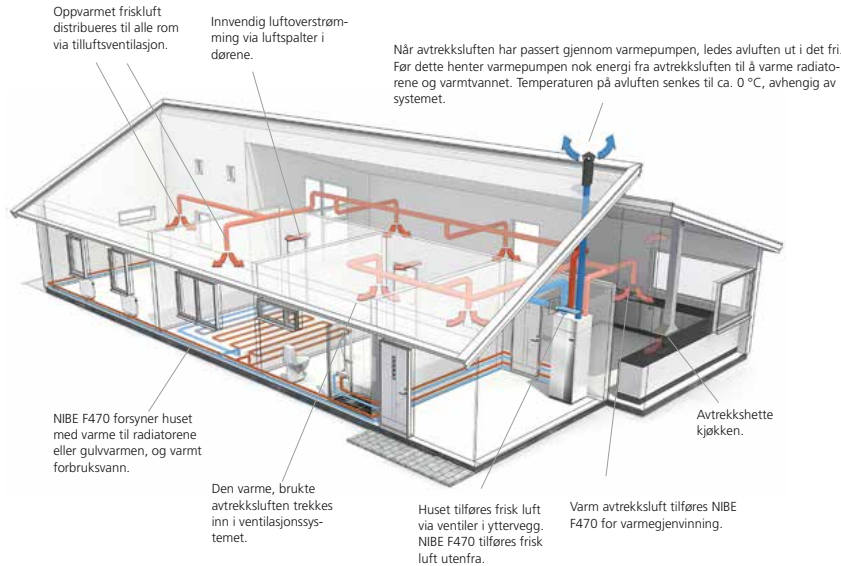 Oppvarmet friskluft
distribueres til alle rom
via tilluftsventilasjon.
Innvendig luftoverstrøm-
ming via luftspalter i
dørene.
Når avtrekksluften har passert gjennom varmepumpen, ledes avluften ut i det fri.
Før dette henter varmepumpen nok energi fra avtrekksluften til å varme radiato-
rene og varmtvannet. Temperaturen på avluften senkes til ca. 0 °C, avhengig av
systemet.
NIBE F470 forsyner huset
med varme til radiatorene
eller gulvvarmen, og varmt
forbruksvann.
Den varme, brukte
avtrekksluften trekkes
inn i ventilasjonssys-
temet.
Huset tilføres frisk luft
via ventiler i yttervegg.
NIBE F470 tilføres frisk
luft utenfra.
Varm avtrekksluft tilføres NIBE
F470 for varmegjenvinning.
Avtrekkshette
kjøkken.